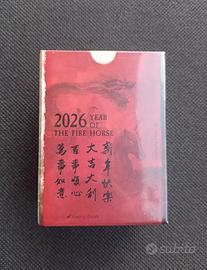 2026 YEAR
OF
THE FIRE HORSE
新年快樂
大吉大利
百事順心
萬事如意
subito